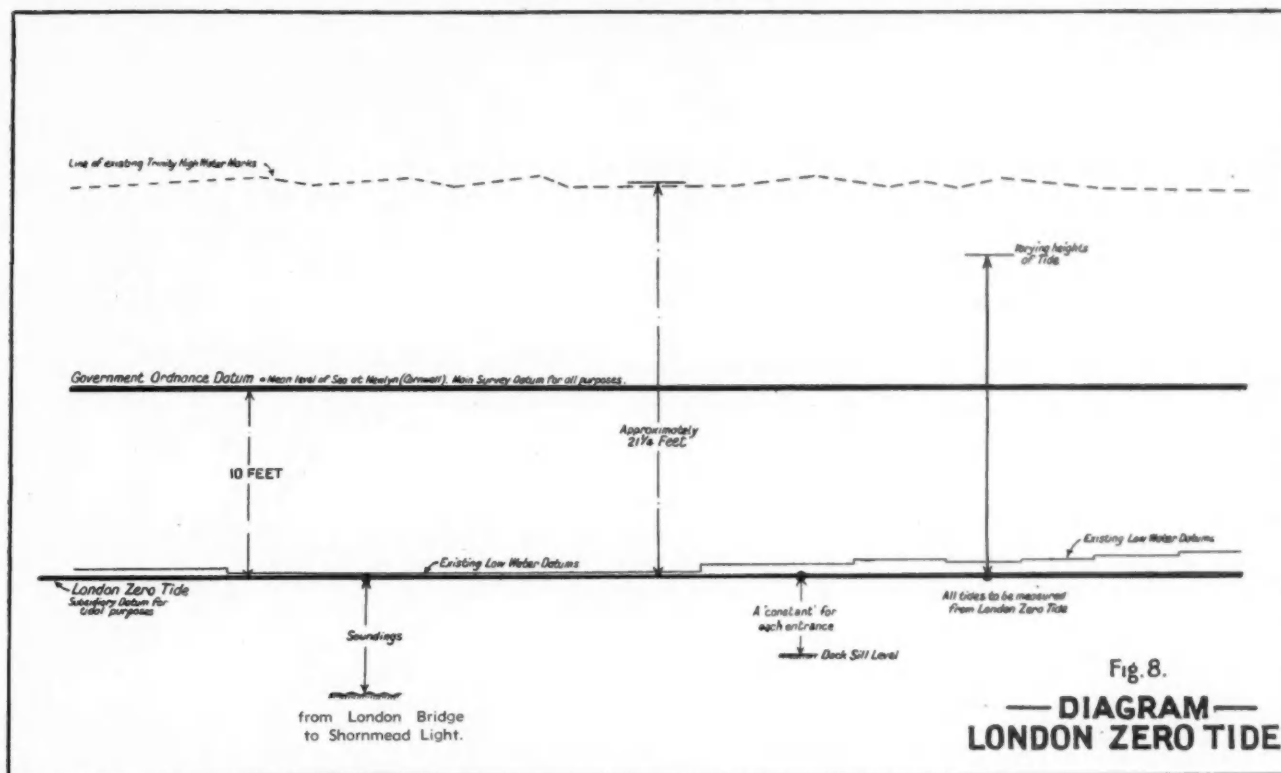 Line of existing Trinity High Water Marks
Varying heights
of Tide
Government Ordnance Datum = Mean level of Sea at Newlyn (Cornwall). Main Survey Datum for all purposes.
Approximately
21¼ Feet
10 FEET
Existing Low Water Datums
Existing Low Water Datums
London Zero Tide
Subsidiary Datum for
tidal purposes
Soundings
from London Bridge
to Shornmead Light.
A 'constant' for
each entrance
Dock Sill Level
All tides to be measured
from London Zero Tide
Fig. 8.
— DIAGRAM —
LONDON ZERO TIDE